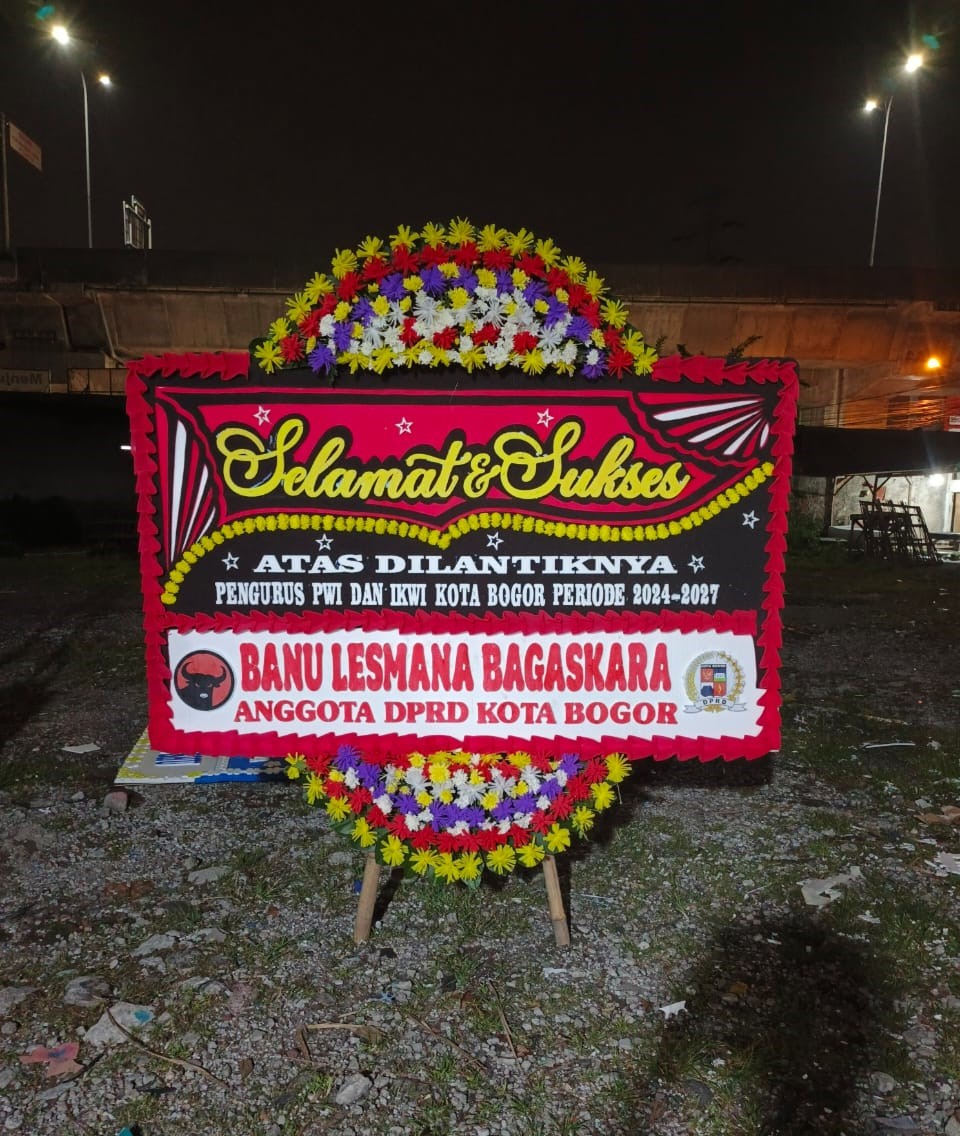 Selamat & Sukses
ATAS DILANTIKNYA
PENGURUS PWI DAN IKWI KOTA BOGOR PERIODE 2024-2027
BANU LESMANA BAGASKARA
ANGGOTA DPRD KOTA BOGOR
DPRD